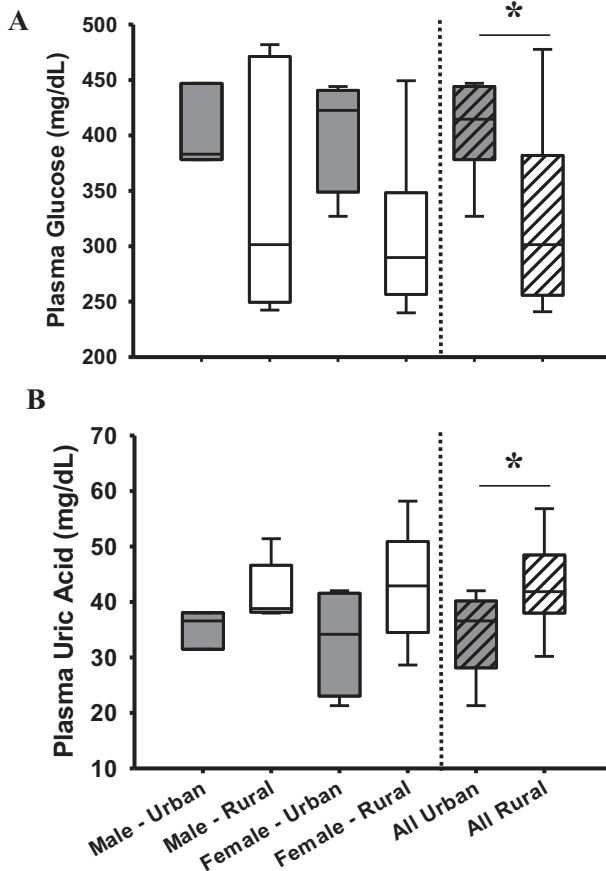 A
*
Plasma Glucose (mg/dL)
500
450
400
350
300
250
200
B
*
Plasma Uric Acid (mg/dL)
70
60
50
40
30
20
10
Male - Urban
Male - Rural
Female - Urban
Female - Rural
All Urban
All Rural